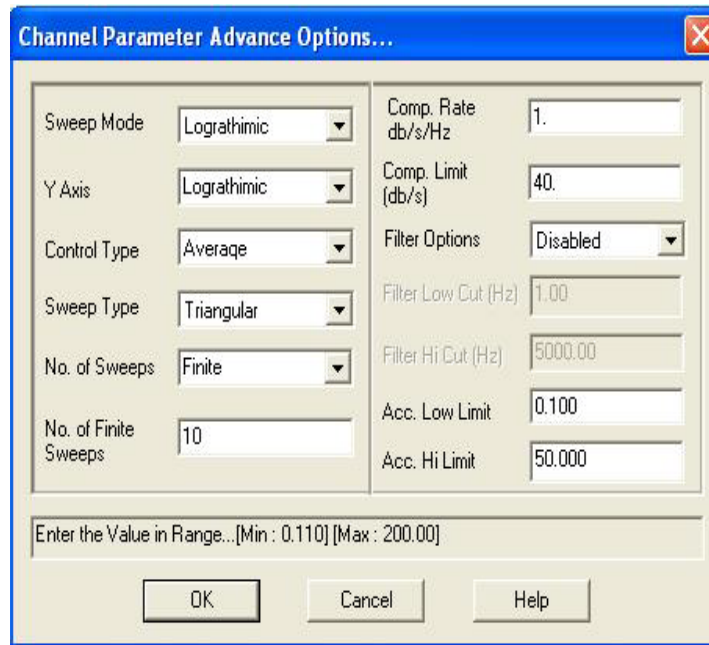 Channel Parameter Advance Options...
Sweep Mode
Lograthimic
Y Axis
Lograthimic
Control Type
Average
Sweep Type
Triangular
No. of Sweeps
Finite
No. of Finite
Sweeps
10
Comp. Rate
db/s/Hz
1.
Comp. Limit
(db/s)
40.
Filter Options
Disabled
Filter Low Cut (Hz)
1.00
Filter Hi Cut (Hz)
5000.00
Acc. Low Limit
0.100
Acc. Hi Limit
50.000
Enter the Value in Range...[Min : 0.110] [Max : 200.00]
OK
Cancel
Help